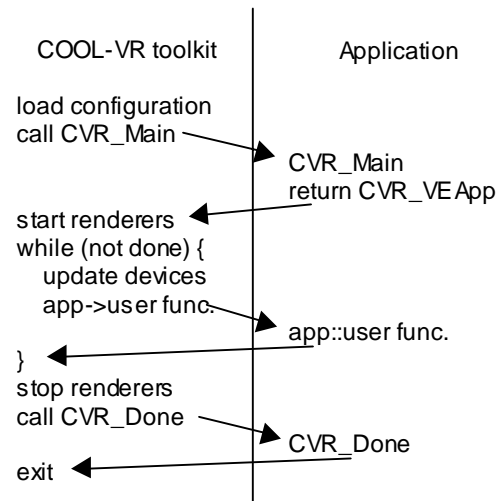 COOL-VR toolkit
Application
load configuration
call CVR_Main
CVR_Main
return CVR_VEApp
start renderers
while (not done) {
update devices
app->user func.
app::user func.
}
stop renderers
call CVR_Done
CVR_Done
exit